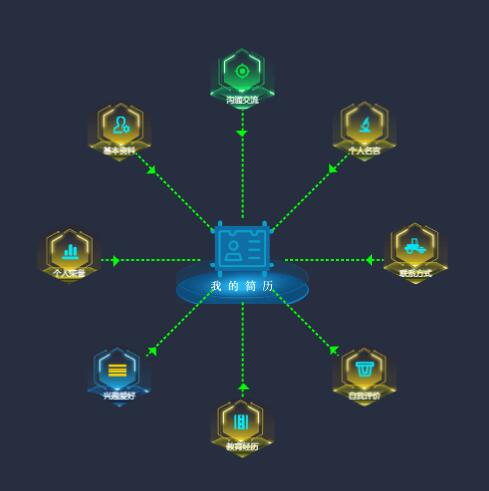 沟通交流
基本资料
个人名言
个人荣誉
联系方式
我的简历
兴趣爱好
自我评价
教育经历